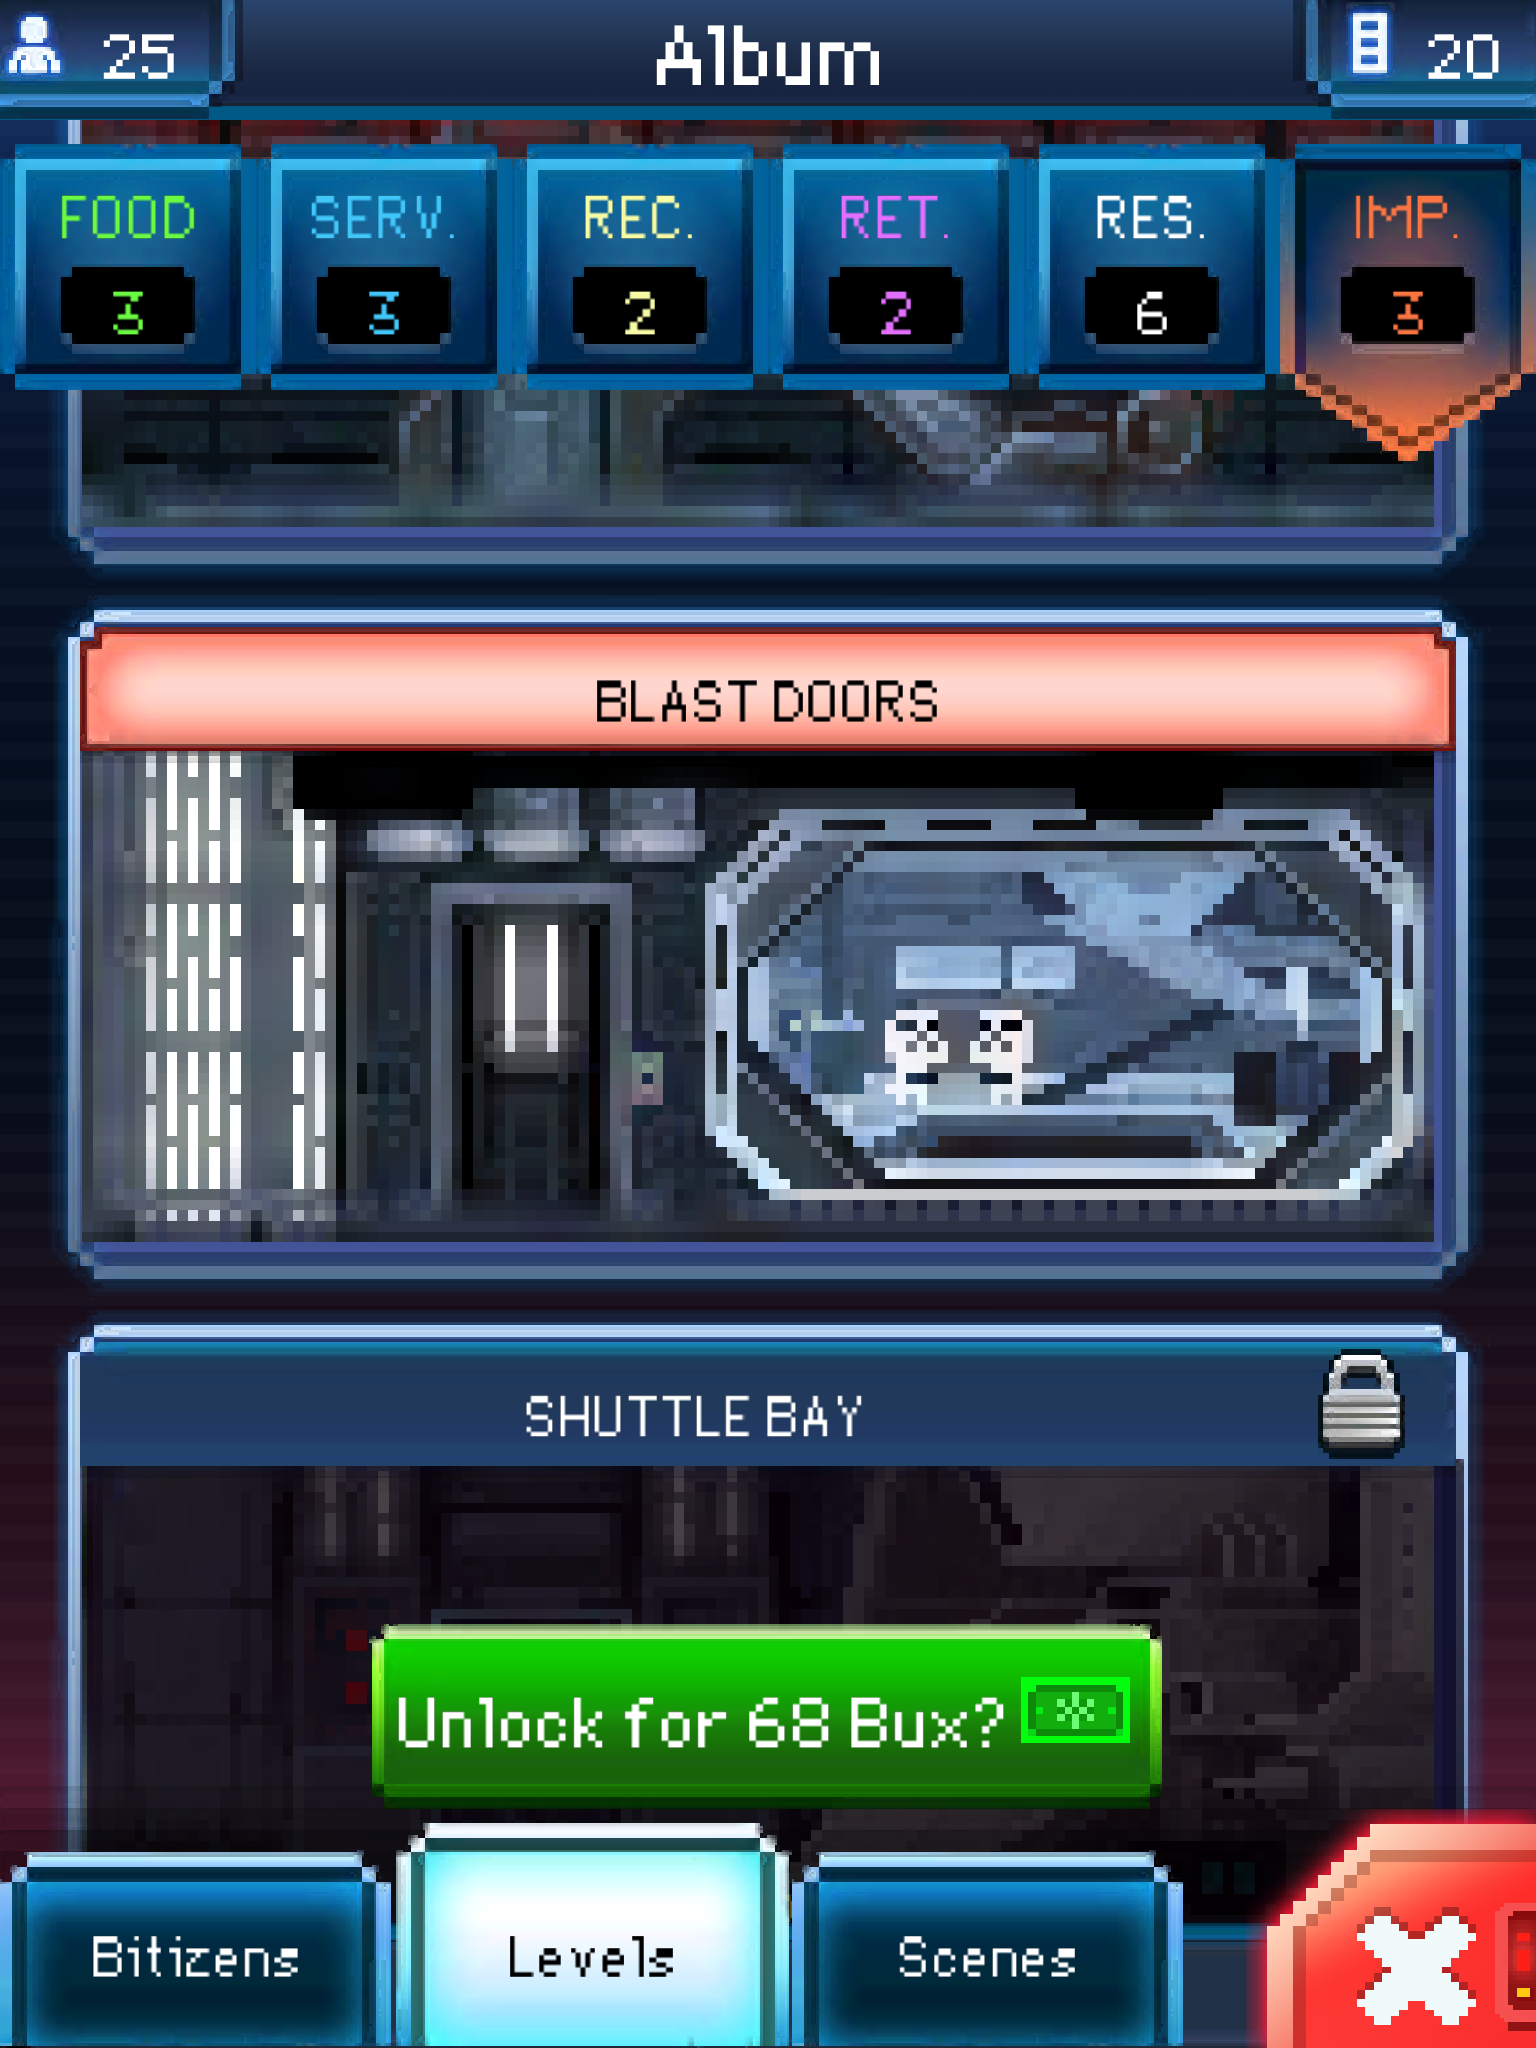 25
Album
20
FOOD
SERV.
REC.
RET.
RES.
IMP.
3
3
2
2
6
3
BLAST DOORS
SHUTTLE BAY
Unlock for 68 Bux?
Bitizens
Levels
Scenes